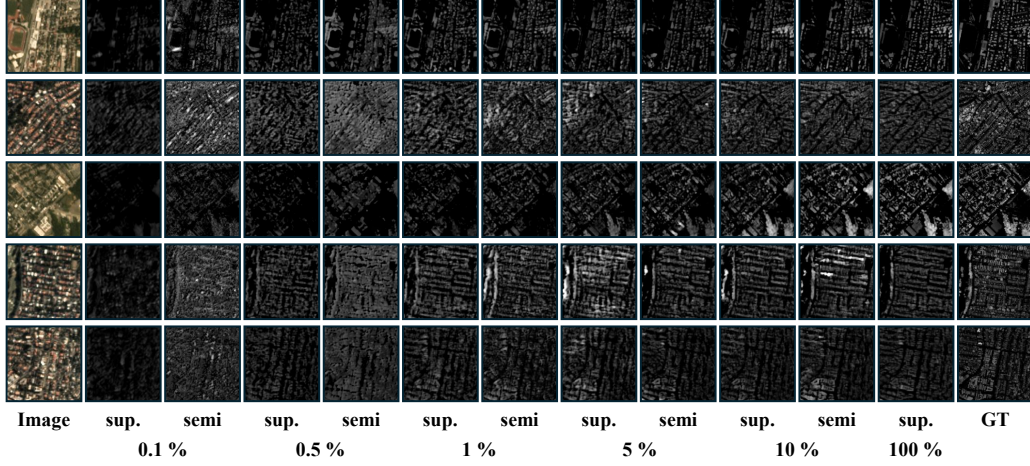 Image sup. semi sup. semi sup. semi sup. semi sup. semi sup. GT
0.1 % 0.5 % 1 % 5 % 10 % 100 %